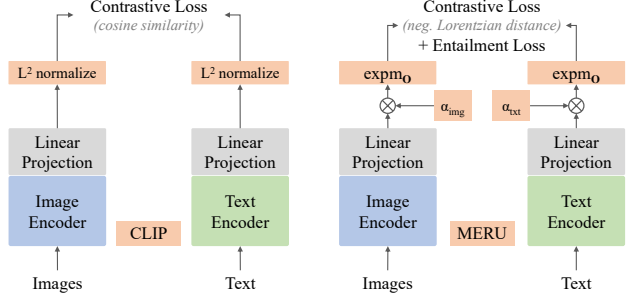 Contrastive Loss
(cosine similarity)
L² normalize
L² normalize
Linear
Projection
Linear
Projection
Image
Encoder
Text
Encoder
CLIP
Images
Text
Contrastive Loss
(neg. Lorentzian distance)
+ Entailment Loss
expm_O
expm_O
α_img
α_txt
Linear
Projection
Linear
Projection
Image
Encoder
Text
Encoder
MERU
Images
Text